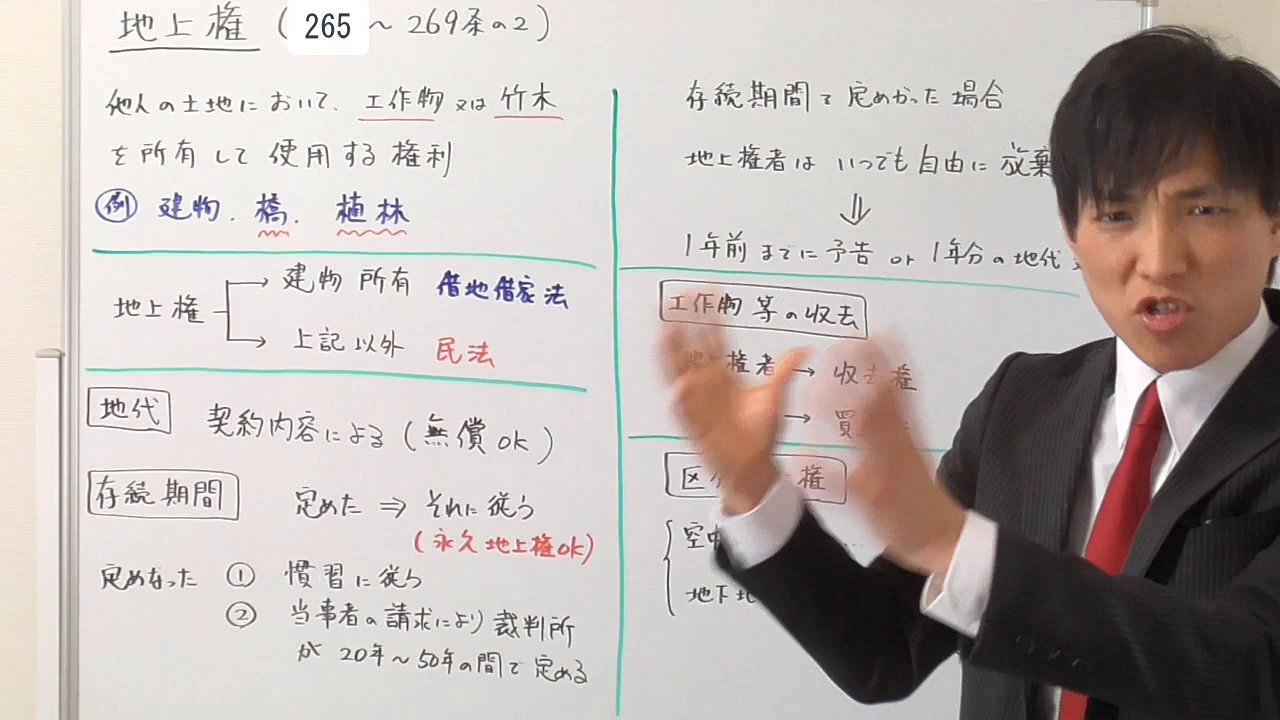 地上権 (265~269条の2)
他人の土地において、工作物又は竹木
を所有して使用する権利
例 建物. 橋. 植林
地上権 → 建物所有 借地借家法
→ 上記以外 民法
地代 契約内容による (無償ok)
存続期間 定めた ⇒ それに従う
(永久地上権ok)
定めなった ① 慣習に従う
② 当事者の請求により裁判所
が 20年~50年の間で定める
存続期間で定めかった場合
地上権者は いつでも自由に放棄
⇓
1年前までに予告 or 1年分の地代
工作物等の収去
地上権者 → 収去権
→ 買
区 権
空中
地下